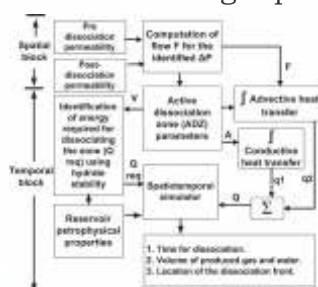 Spatial
block
Temporal
block
Pre
dissociation
permeability
Post-
dissociation
permeability
Computation of
flow F for the
identified ΔP
F
Identification
of energy
required for
dissociating
the zone (Q
req) using
hydrate
stability
V
Active
dissociation
zone (ADZ)
parameters
∫ Advective heat
transfer
A
∫
Conductive
heat transfer
Q
req
Spatiotemporal
simulator
Q
q1
q2
Σ
Reservoir
petrophysical
properties
1. Time for dissociation.
2. Volume of produced gas and water.
3. Location of the dissociation front.